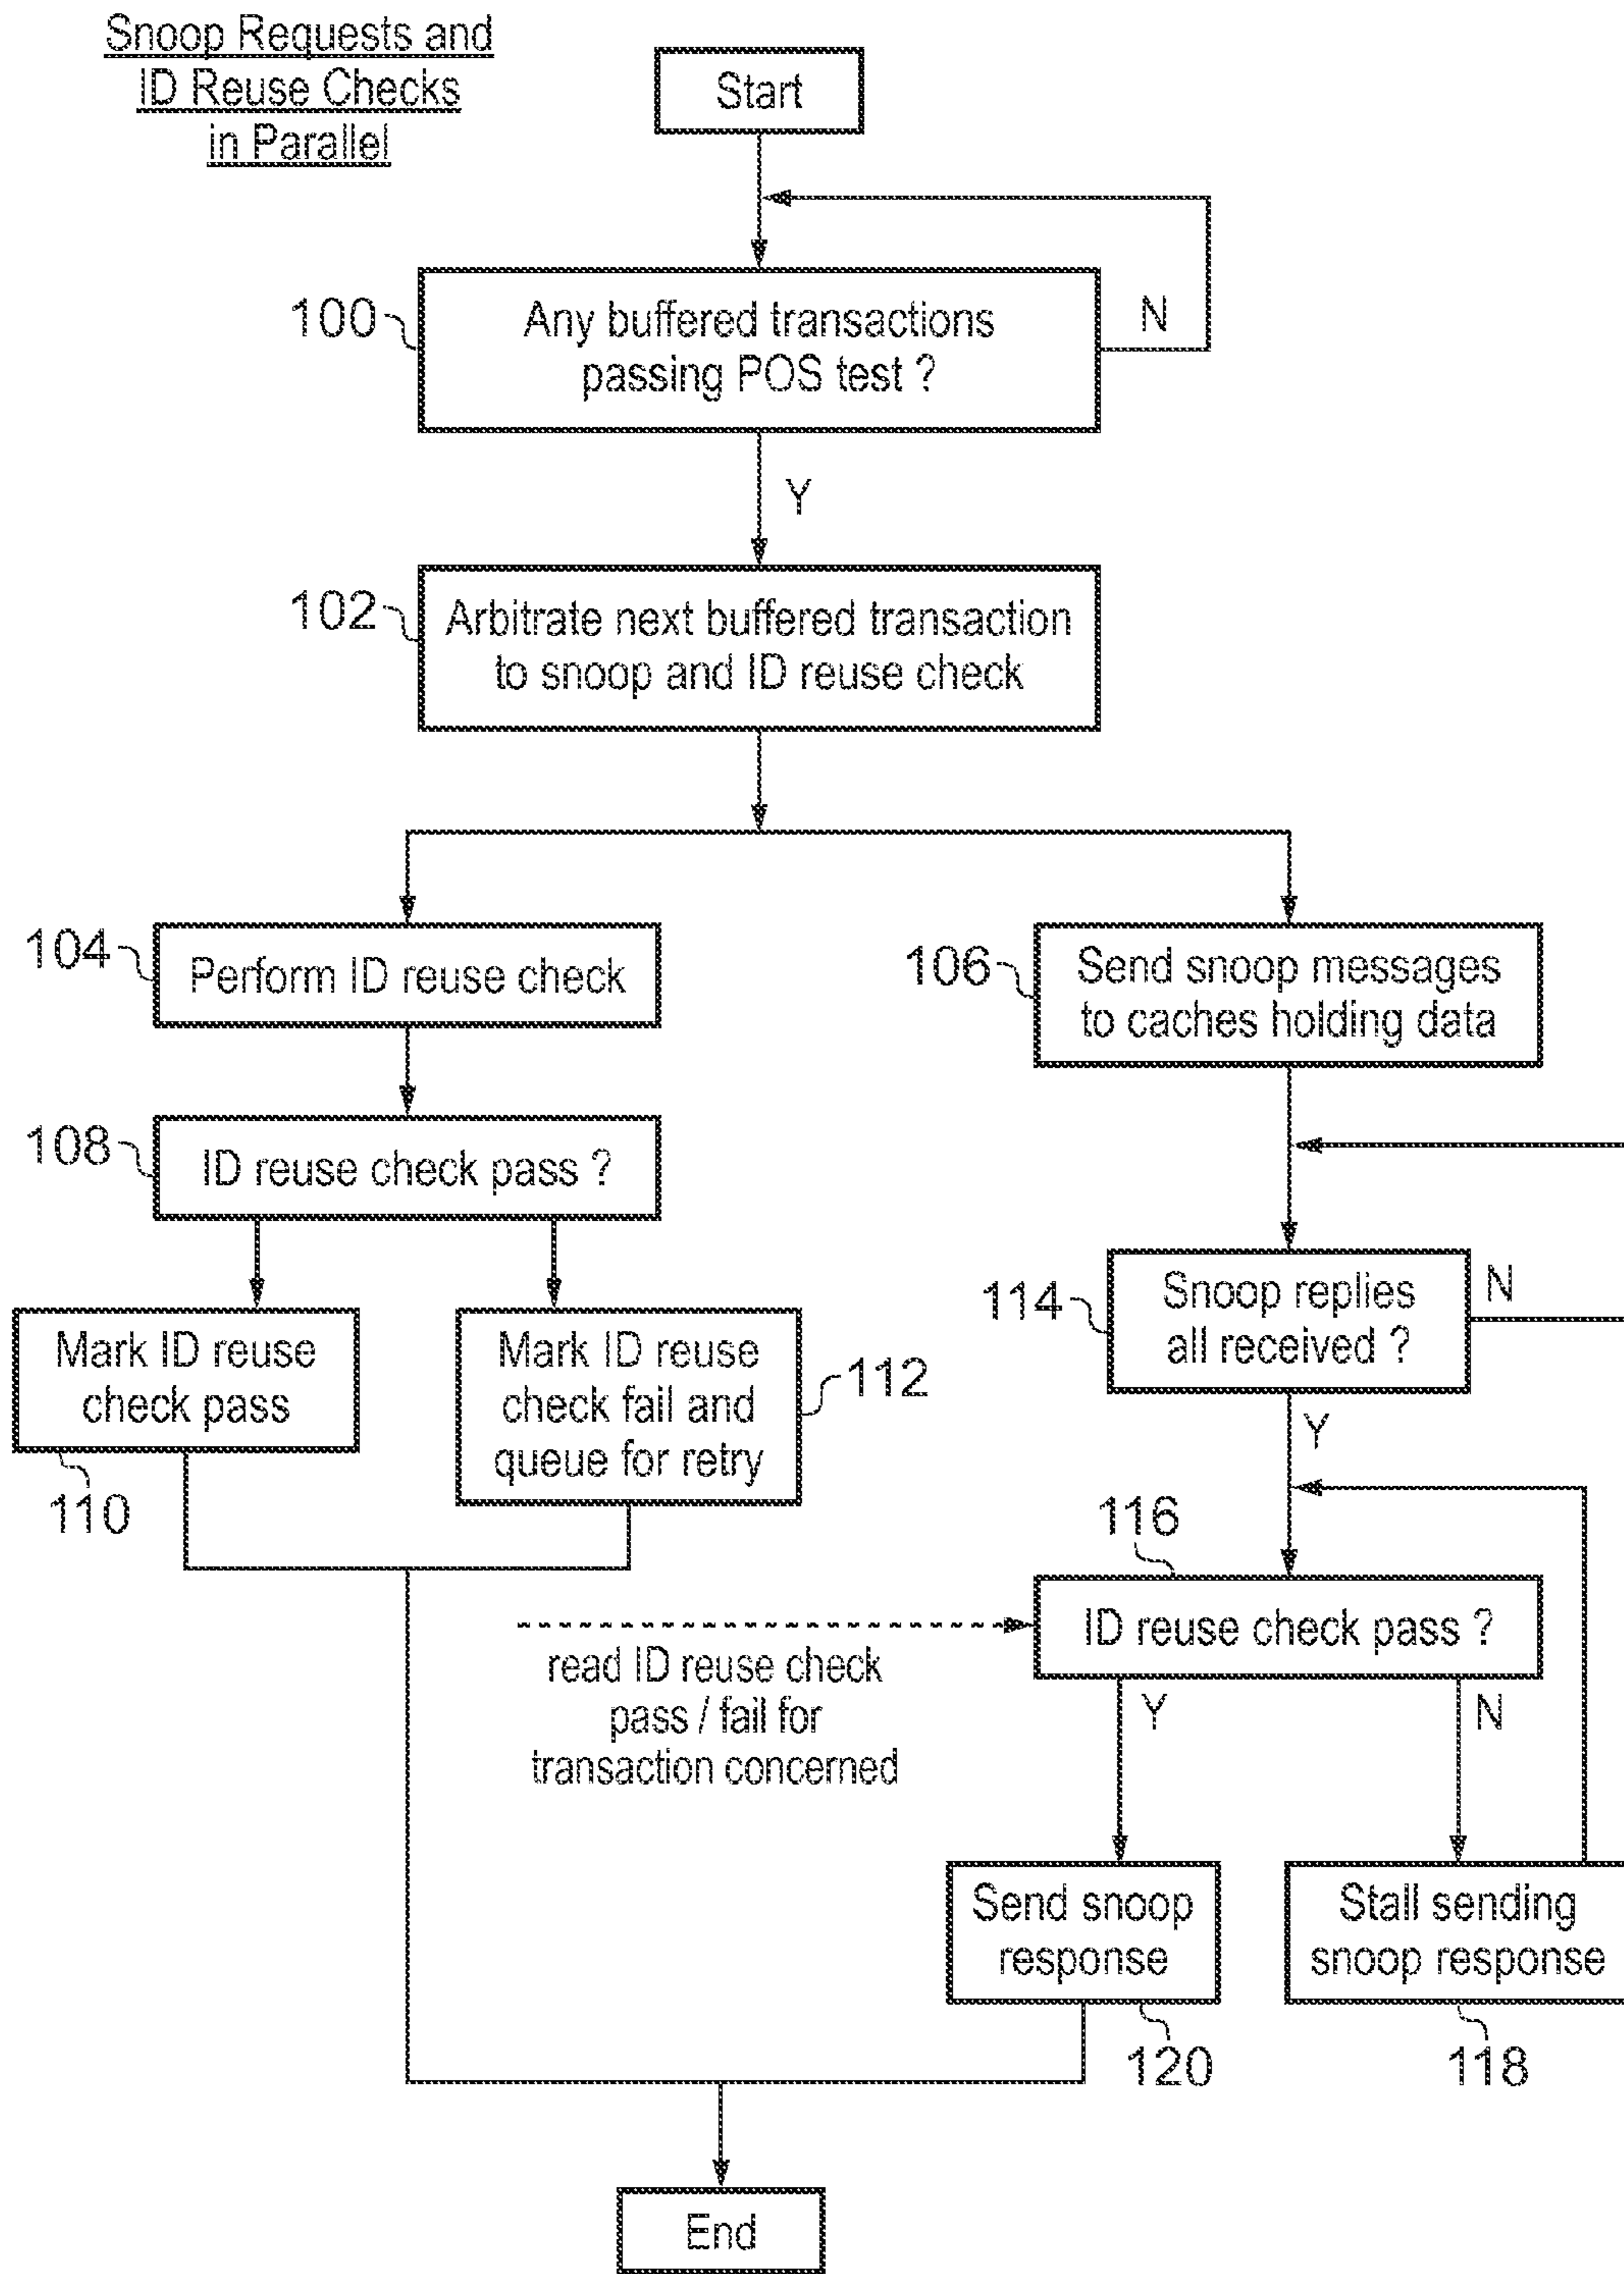 Snoop Requests and
ID Reuse Checks
in Parallel
Start
100
Any buffered transactions
passing POS test ?
N
Y
102
Arbitrate next buffered transaction
to snoop and ID reuse check
104
Perform ID reuse check
106
Send snoop messages
to caches holding data
108
ID reuse check pass ?
114
Snoop replies
all received ?
N
Mark ID reuse
check pass
110
Mark ID reuse
check fail and
queue for retry
112
Y
116
ID reuse check pass ?
read ID reuse check
pass / fail for
transaction concerned
Y
N
Send snoop
response
120
Stall sending
snoop response
118
End